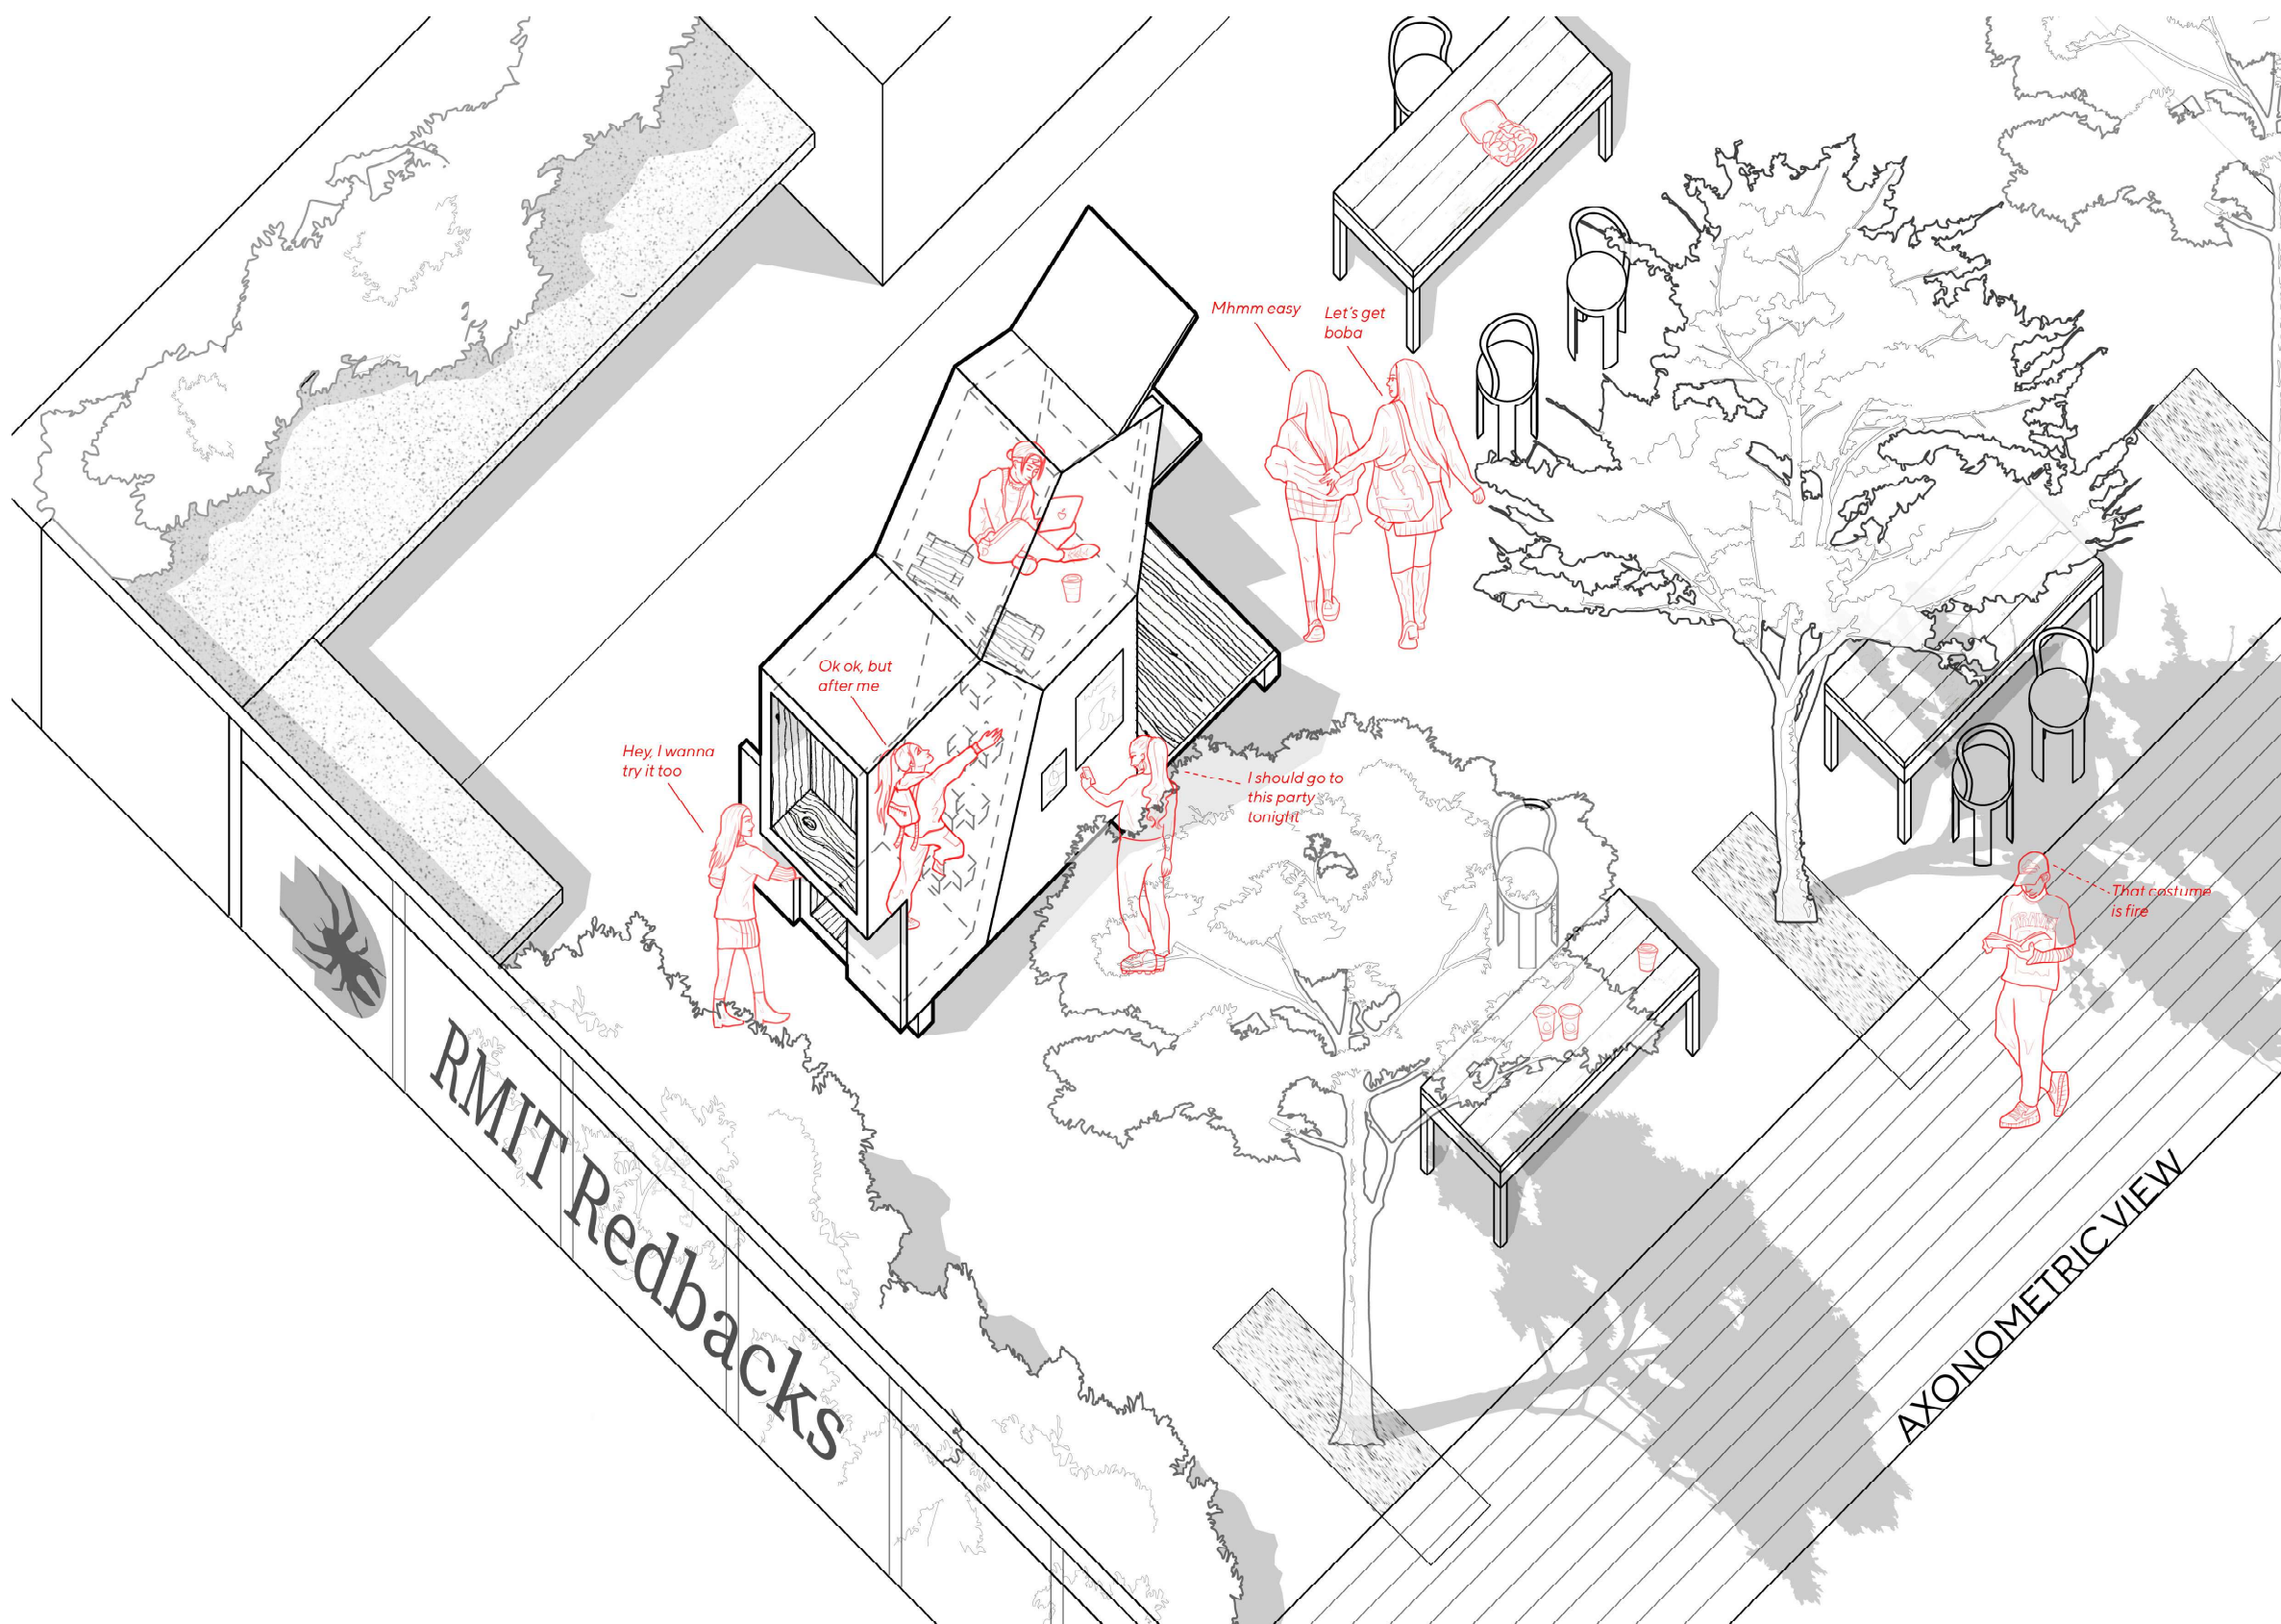 Mhmm easy
Let's get
boba
Ok ok, but
after me
Hey, I wanna
try it too
I should go to
this party
tonight
That costume
is fire
RMIT Redbacks
AXONOMETRIC VIEW